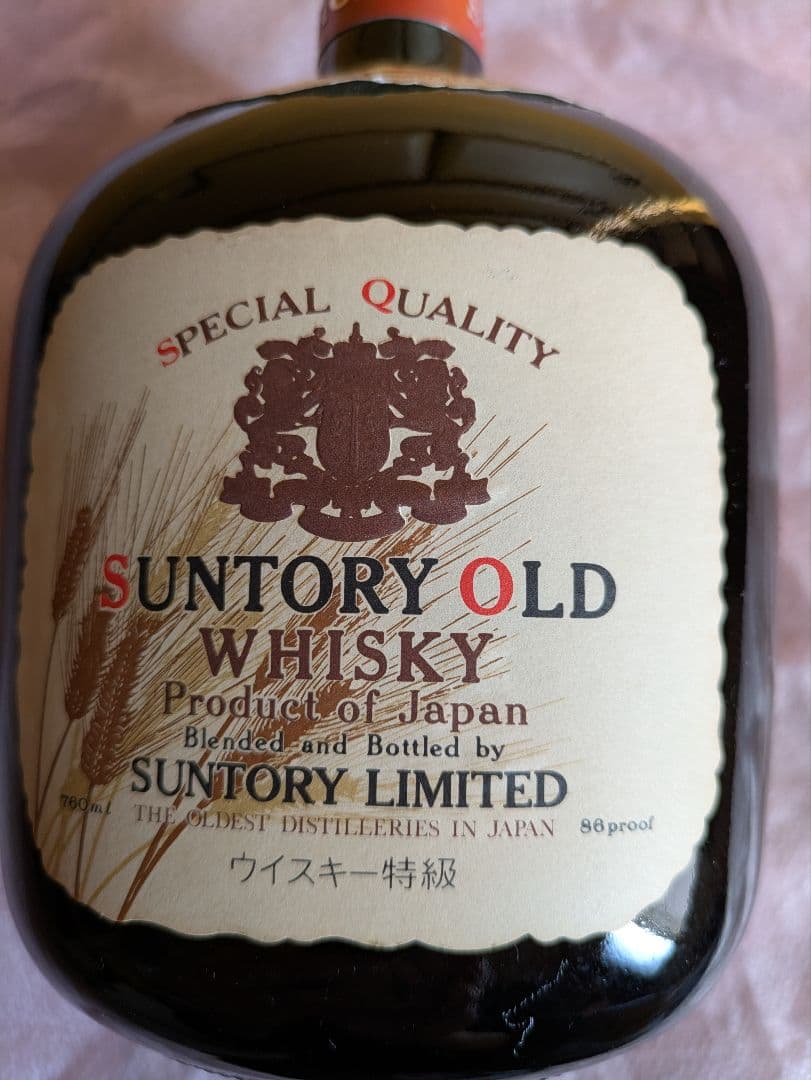 SPECIAL QUALITY
SUNTORY OLD
WHISKY
Product of Japan
Blended and Bottled by
SUNTORY LIMITED
760ml THE OLDEST DISTILLERIES IN JAPAN 86proof
ウイスキー特級